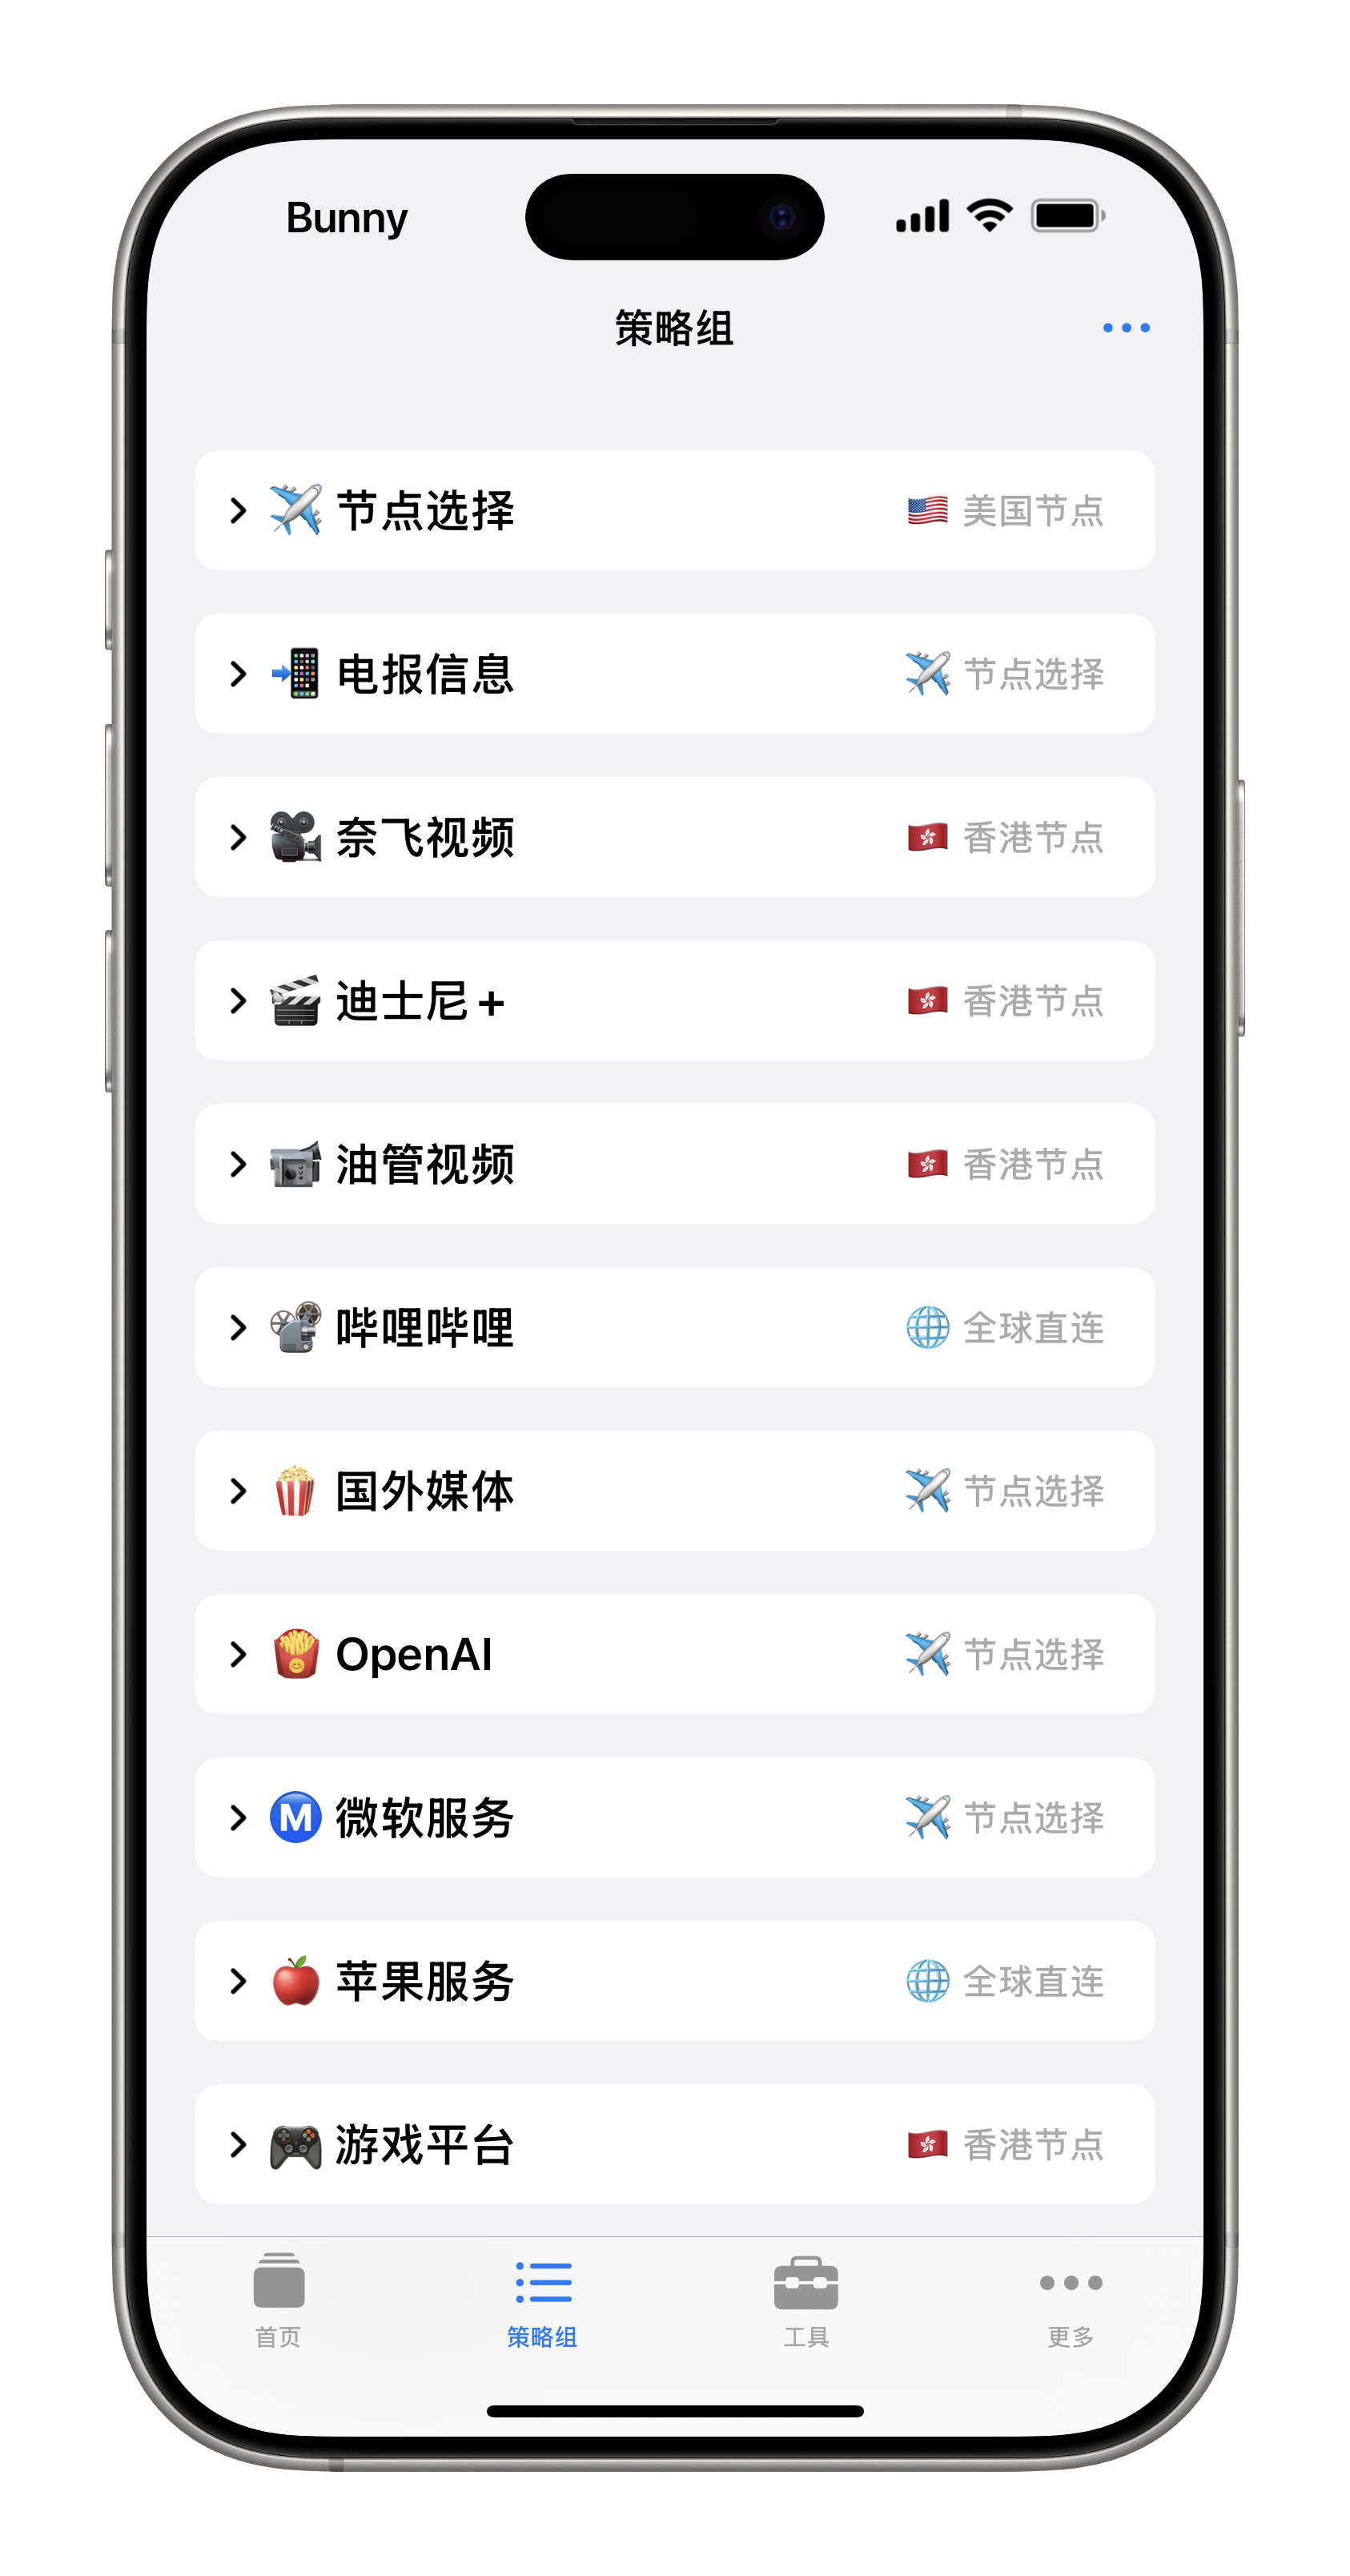 Bunny
策略组
节点选择 美国节点
电报信息 节点选择
奈飞视频 香港节点
迪士尼+ 香港节点
油管视频 香港节点
哔哩哔哩 全球直连
国外媒体 节点选择
OpenAI 节点选择
M 微软服务 节点选择
苹果服务 全球直连
游戏平台 香港节点
首页 策略组 工具 更多